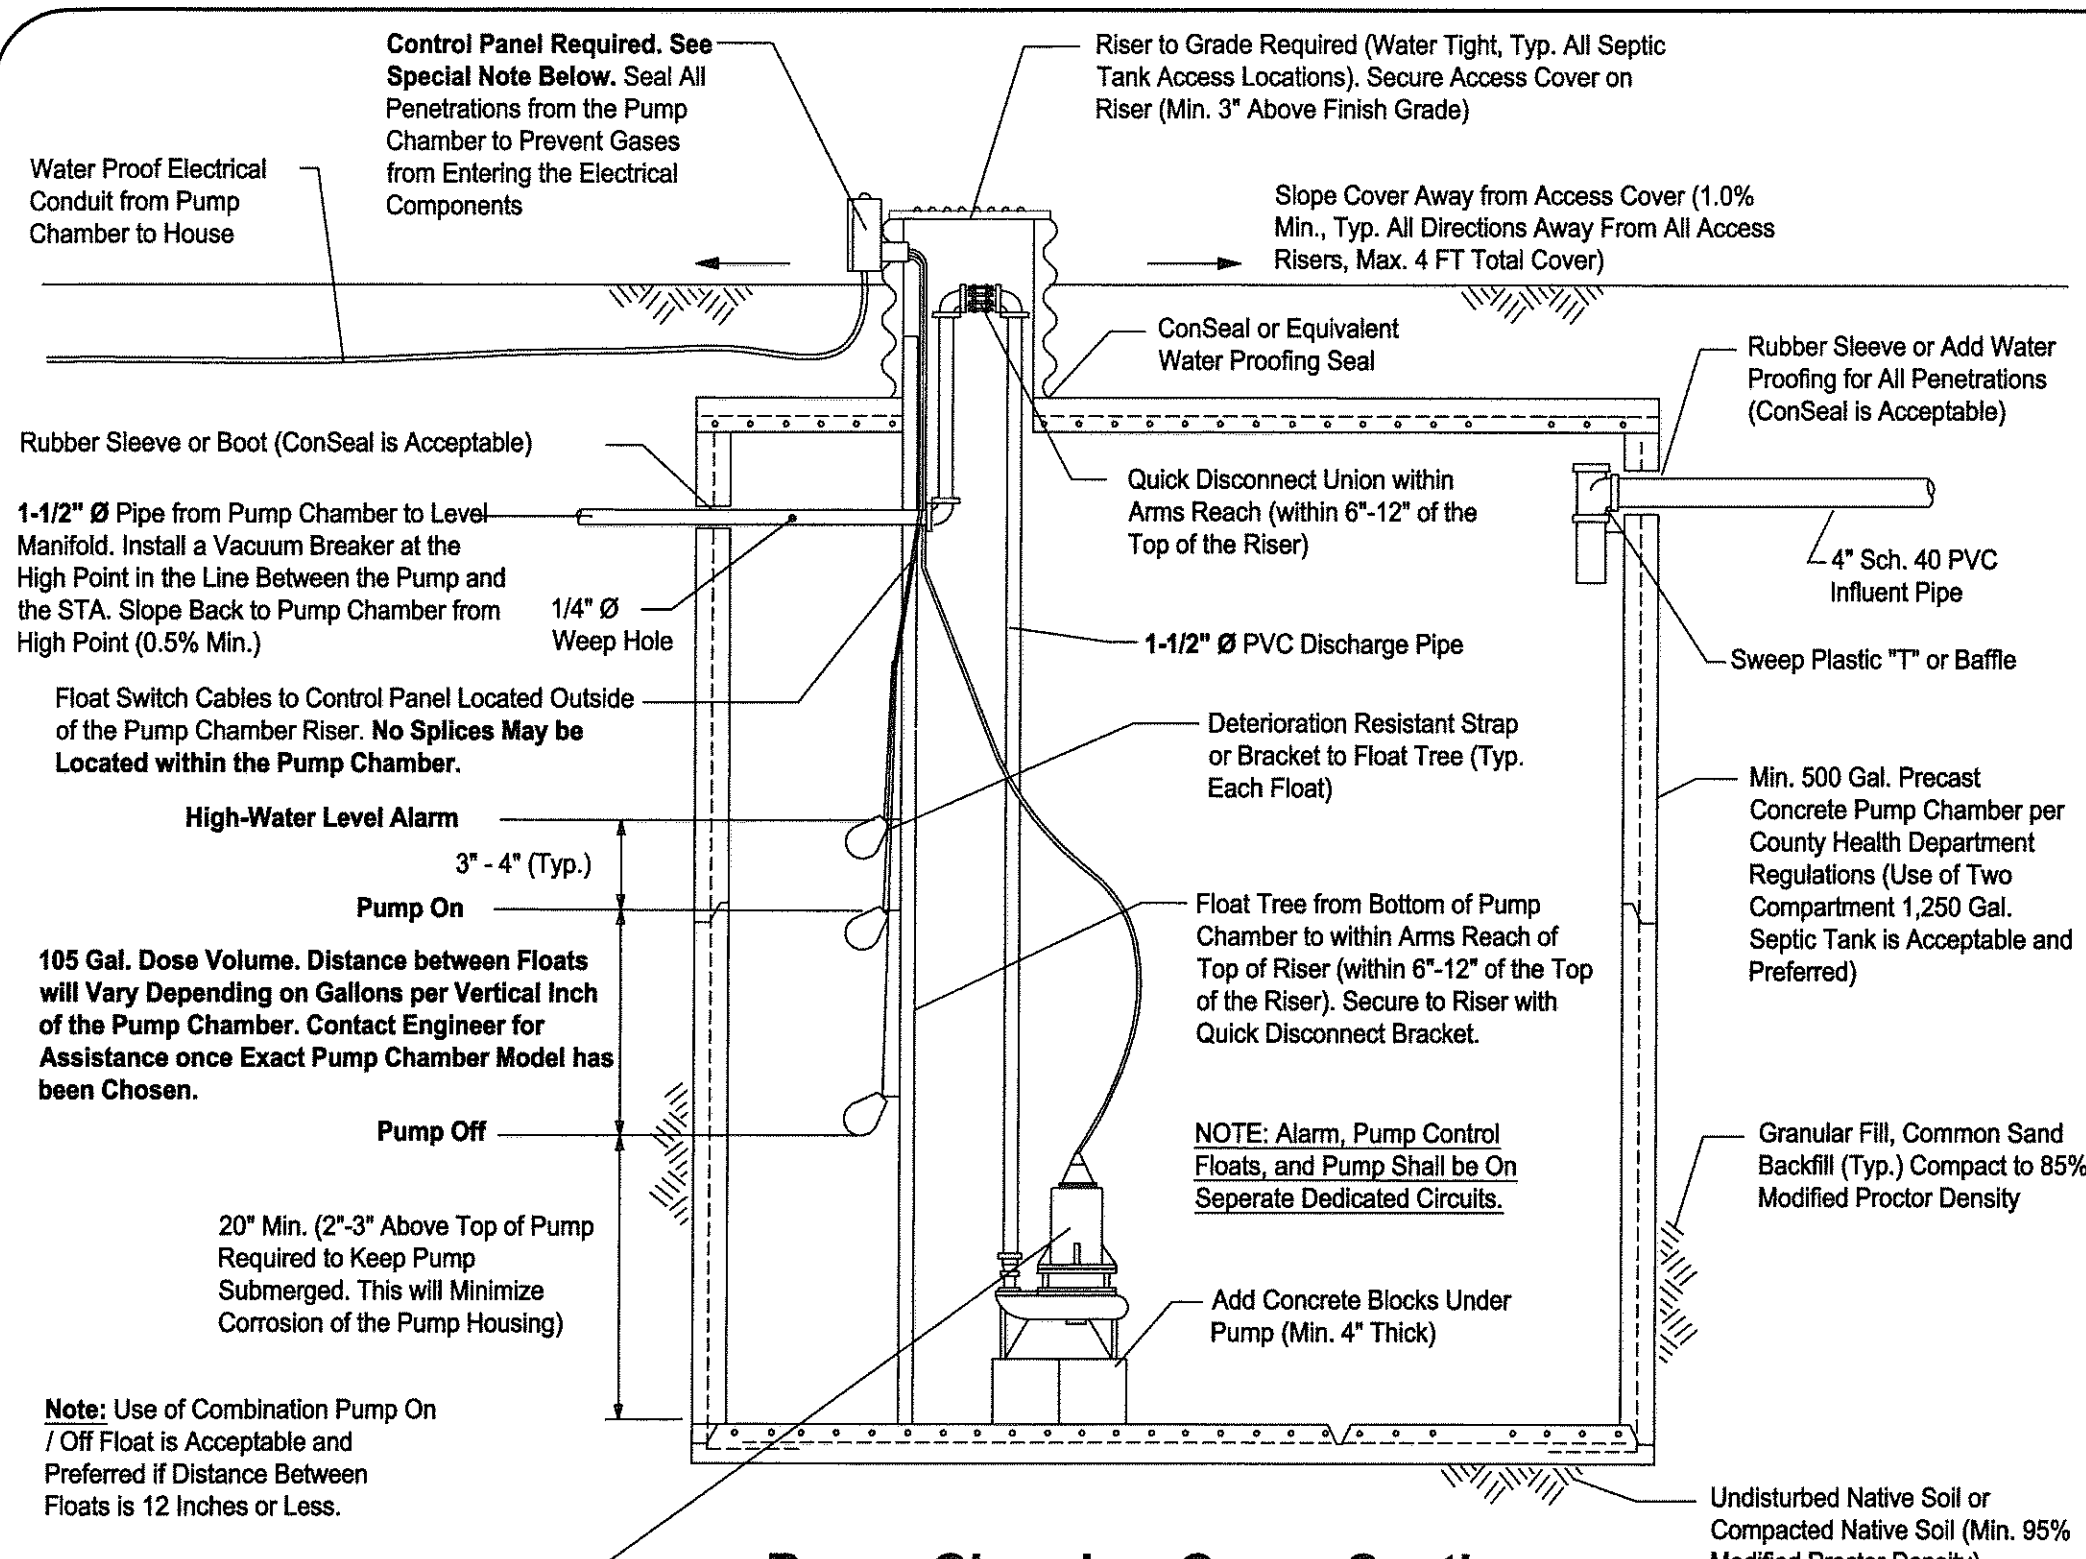 Control Panel Required. See
Special Note Below. Seal All
Penetrations from the Pump
Chamber to Prevent Gases
from Entering the Electrical
Components
Riser to Grade Required (Water Tight, Typ. All Septic
Tank Access Locations). Secure Access Cover on
Riser (Min. 3" Above Finish Grade)
Water Proof Electrical
Conduit from Pump
Chamber to House
Slope Cover Away from Access Cover (1.0%
Min., Typ. All Directions Away From All Access
Risers, Max. 4 FT Total Cover)
ConSeal or Equivalent
Water Proofing Seal
Rubber Sleeve or Add Water
Proofing for All Penetrations
(ConSeal is Acceptable)
Rubber Sleeve or Boot (ConSeal is Acceptable)
1-1/2" Ø Pipe from Pump Chamber to Level
Manifold. Install a Vacuum Breaker at the
High Point in the Line Between the Pump and
the STA. Slope Back to Pump Chamber from
High Point (0.5% Min.)
1/4" Ø
Weep Hole
Quick Disconnect Union within
Arms Reach (within 6"-12" of the
Top of the Riser)
4" Sch. 40 PVC
Influent Pipe
1-1/2" Ø PVC Discharge Pipe
Sweep Plastic "T" or Baffle
Float Switch Cables to Control Panel Located Outside
of the Pump Chamber Riser. No Splices May be
Located within the Pump Chamber.
Deterioration Resistant Strap
or Bracket to Float Tree (Typ.
Each Float)
Min. 500 Gal. Precast
Concrete Pump Chamber per
County Health Department
Regulations (Use of Two
Compartment 1,250 Gal.
Septic Tank is Acceptable and
Preferred)
High-Water Level Alarm
3" - 4" (Typ.)
Pump On
105 Gal. Dose Volume. Distance between Floats
will Vary Depending on Gallons per Vertical Inch
of the Pump Chamber. Contact Engineer for
Assistance once Exact Pump Chamber Model has
been Chosen.
Float Tree from Bottom of Pump
Chamber to within Arms Reach of
Top of Riser (within 6"-12" of the Top
of the Riser). Secure to Riser with
Quick Disconnect Bracket.
Pump Off
NOTE: Alarm, Pump Control
Floats, and Pump Shall be On
Seperate Dedicated Circuits.
Granular Fill, Common Sand
Backfill (Typ.) Compact to 85%
Modified Proctor Density
20" Min. (2"-3" Above Top of Pump
Required to Keep Pump
Submerged. This will Minimize
Corrosion of the Pump Housing)
Add Concrete Blocks Under
Pump (Min. 4" Thick)
Note: Use of Combination Pump On
/ Off Float is Acceptable and
Preferred if Distance Between
Floats is 12 Inches or Less.
Undisturbed Native Soil or
Compacted Native Soil (Min. 95%
Modified Proctor Density)